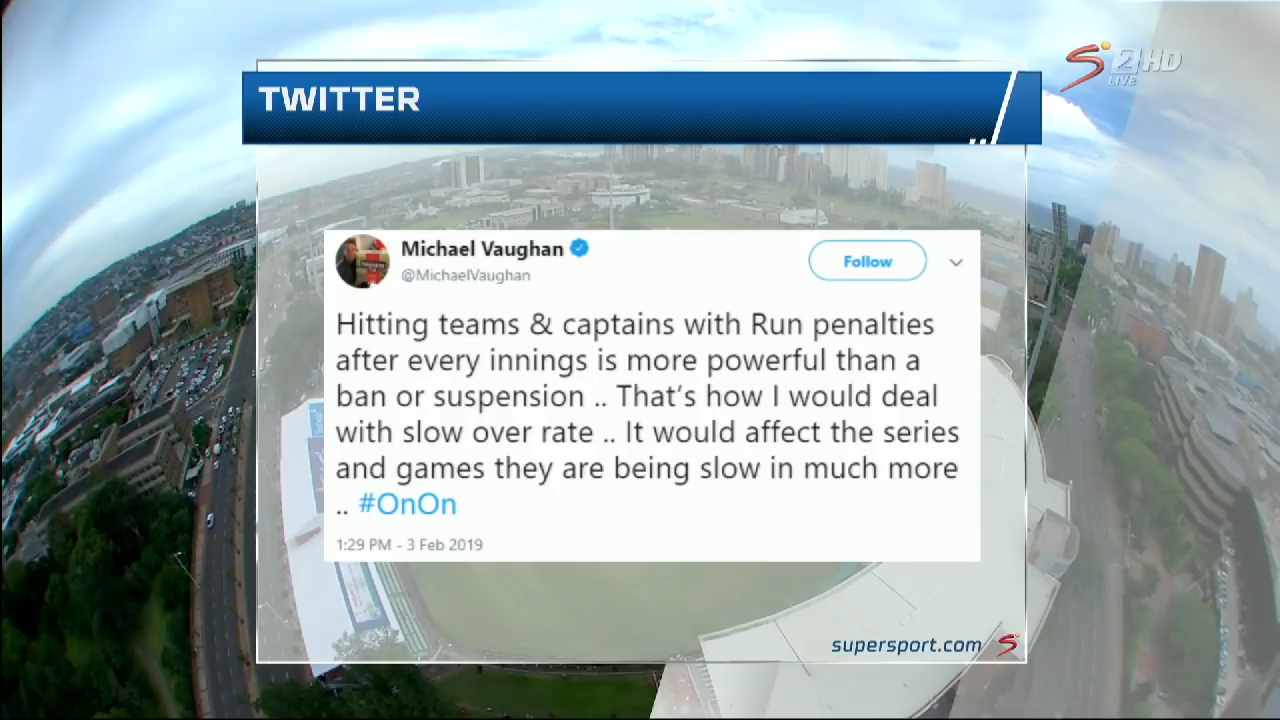 TWITTER
2 HD
LIVE
Michael Vaughan
@MichaelVaughan
Follow
Hitting teams & captains with Run penalties
after every innings is more powerful than a
ban or suspension .. That's how I would deal
with slow over rate .. It would affect the series
and games they are being slow in much more
.. #OnOn
1:29 PM - 3 Feb 2019
supersport.com